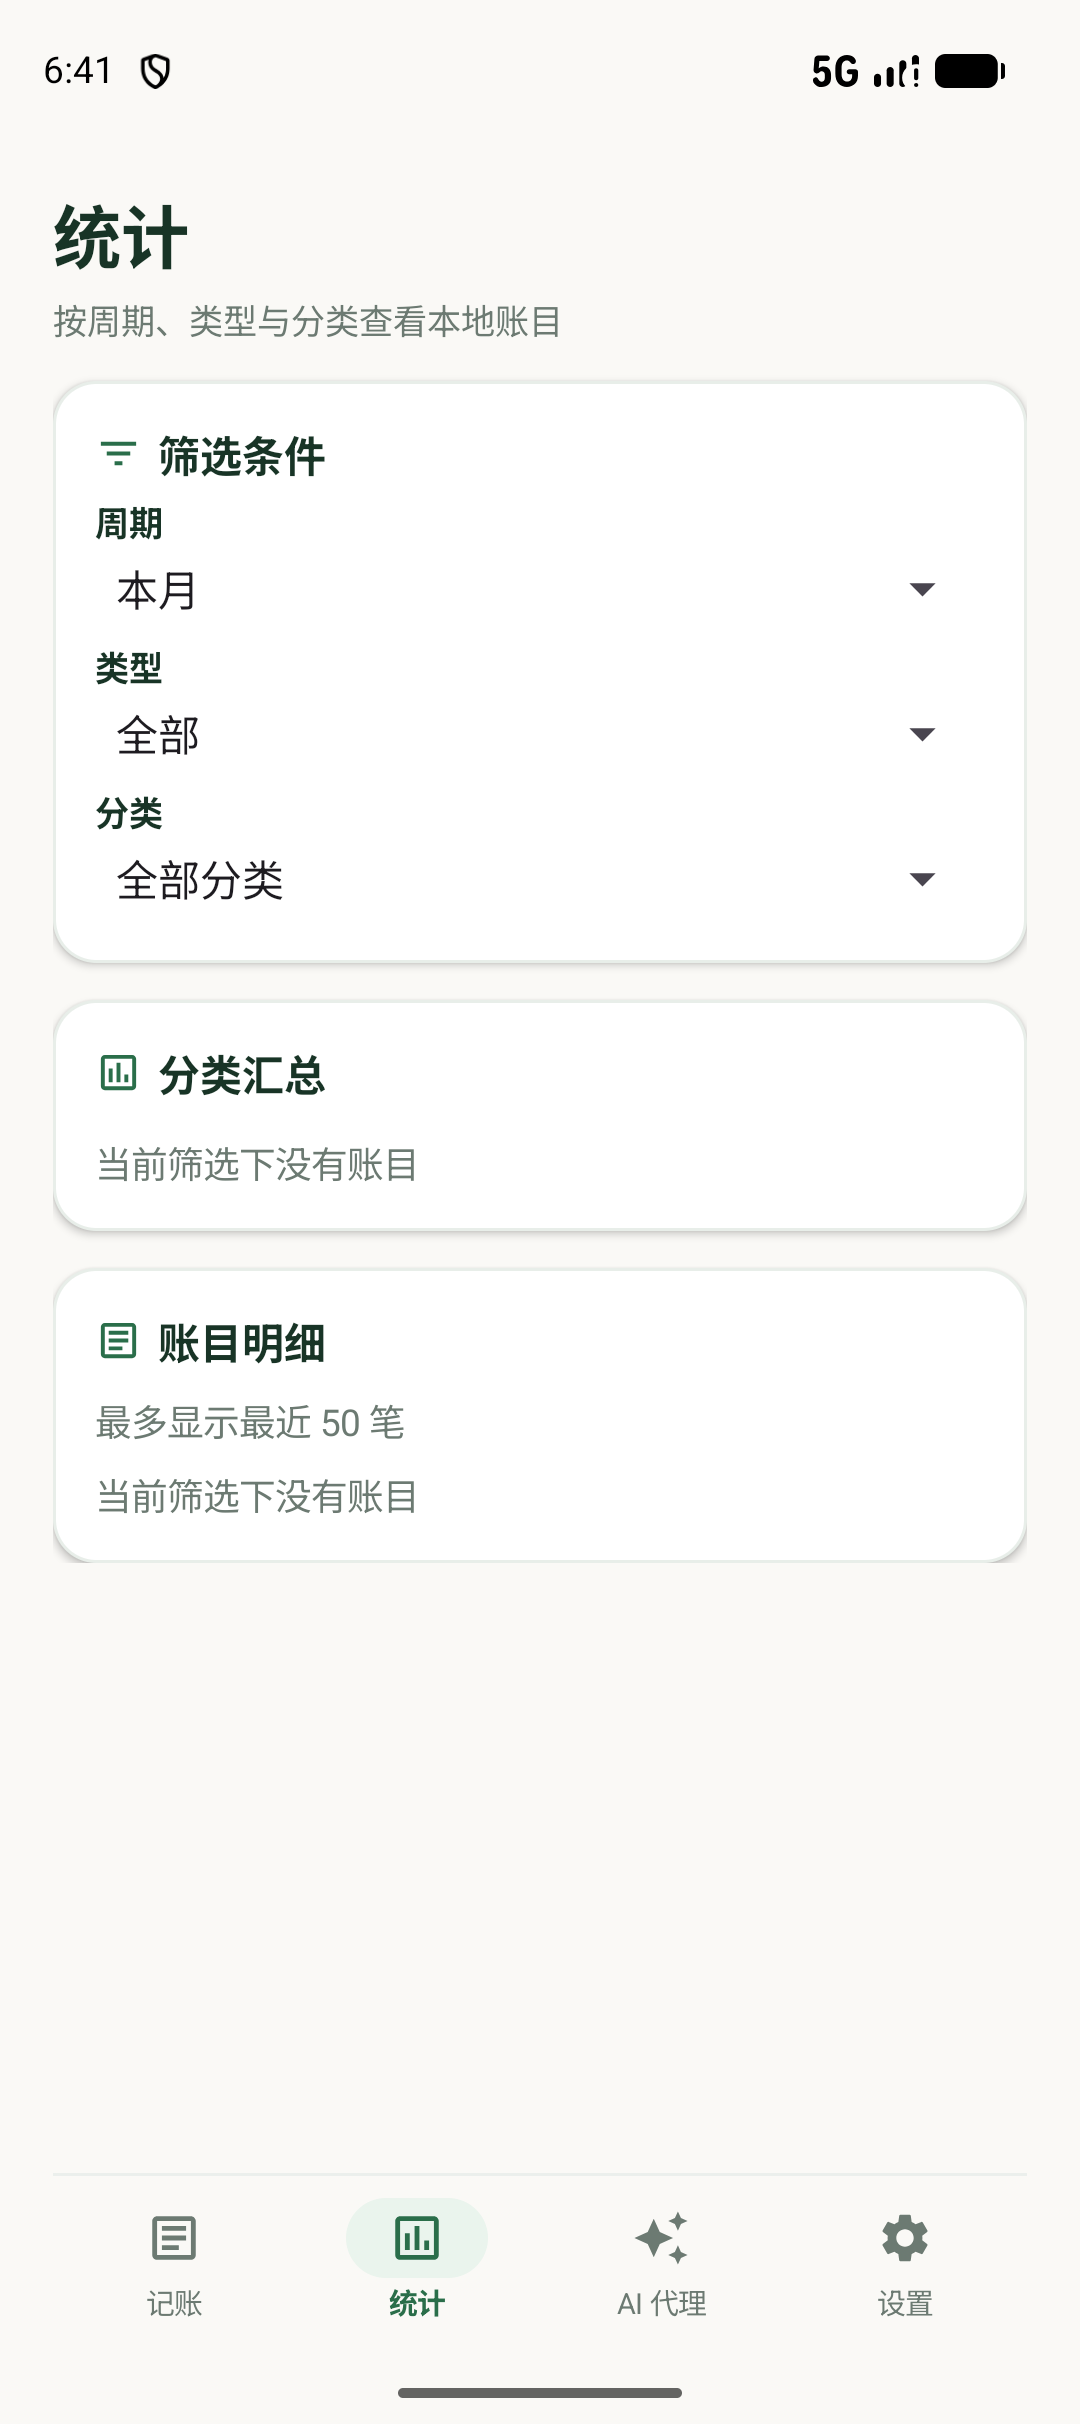 6:41
5G
统计
按周期、类型与分类查看本地账目
筛选条件
周期
本月
类型
全部
分类
全部分类
分类汇总
当前筛选下没有账目
账目明细
最多显示最近 50 笔
当前筛选下没有账目
记账
统计
AI 代理
设置